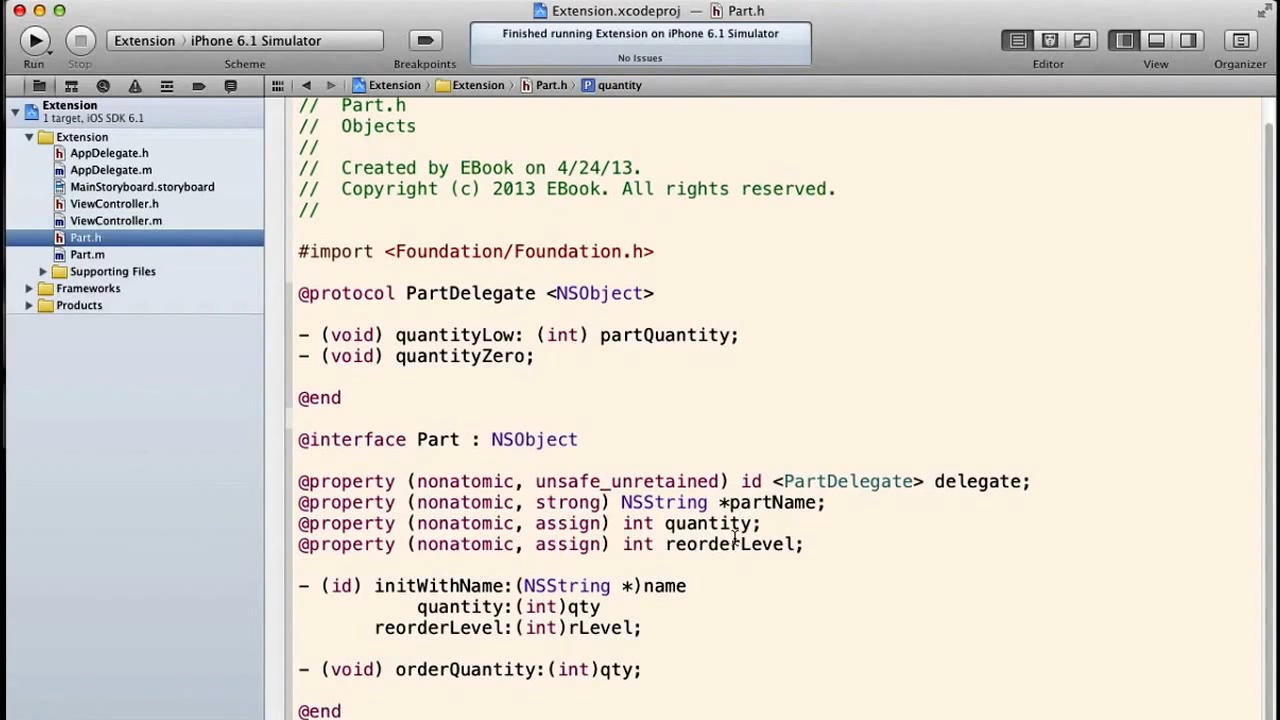 Extension.xcodeproj — Part.h
Extension iPhone 6.1 Simulator
Finished running Extension on iPhone 6.1 Simulator
No Issues
Run Stop Scheme Breakpoints Editor View Organizer
Extension Extension Part.h quantity
Extension
1 target, iOS SDK 6.1
Extension
AppDelegate.h
AppDelegate.m
MainStoryboard.storyboard
ViewController.h
ViewController.m
Part.h
Part.m
Supporting Files
Frameworks
Products
// Part.h
// Objects
//
// Created by EBook on 4/24/13.
// Copyright (c) 2013 EBook. All rights reserved.
//
#import <Foundation/Foundation.h>
@protocol PartDelegate <NSObject>
- (void) quantityLow: (int) partQuantity;
- (void) quantityZero;
@end
@interface Part : NSObject
@property (nonatomic, unsafe_unretained) id <PartDelegate> delegate;
@property (nonatomic, strong) NSString *partName;
@property (nonatomic, assign) int quantity;
@property (nonatomic, assign) int reorderLevel;
- (id) initWithName:(NSString *)name
quantity:(int)qty
reorderLevel:(int)rLevel;
- (void) orderQuantity:(int)qty;
@end